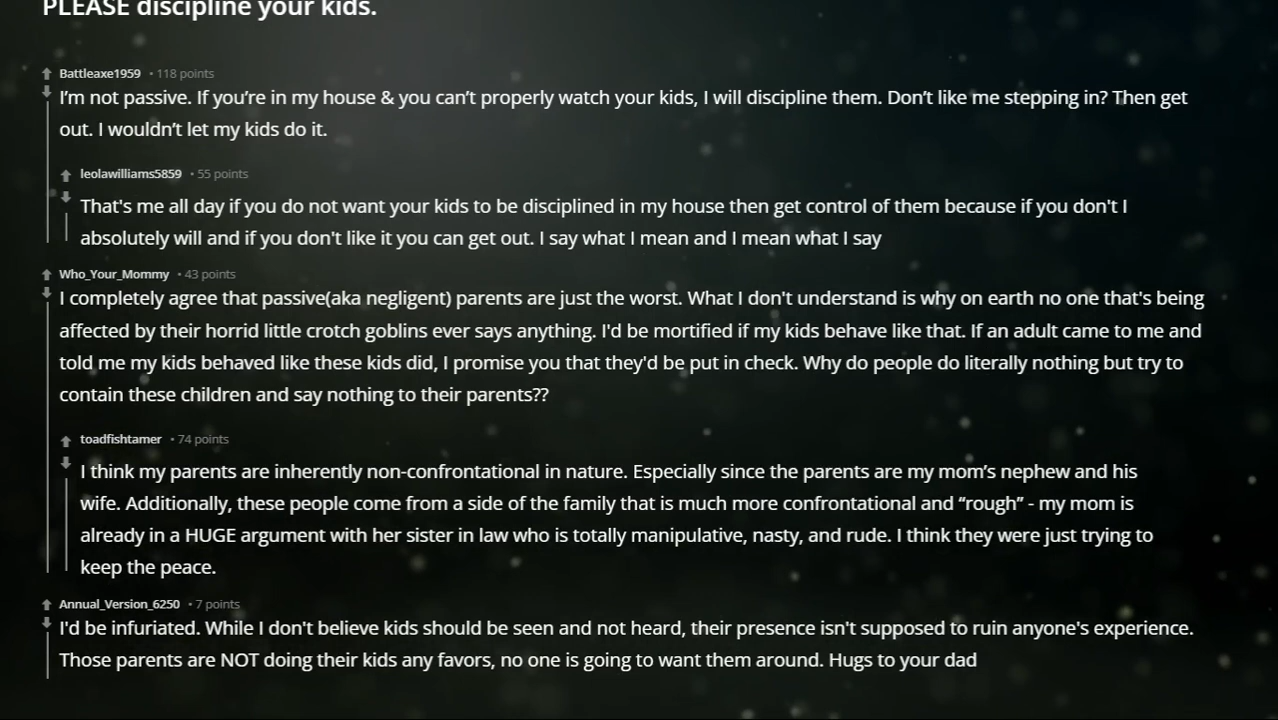 PLEASE discipline your kids.
Battleaxe1959 • 118 points
I’m not passive. If you’re in my house & you can’t properly watch your kids, I will discipline them. Don’t like me stepping in? Then get
out. I wouldn’t let my kids do it.
leolawilliams5859 • 55 points
That's me all day if you do not want your kids to be disciplined in my house then get control of them because if you don't I
absolutely will and if you don't like it you can get out. I say what I mean and I mean what I say
Who_Your_Mommy • 43 points
I completely agree that passive(aka negligent) parents are just the worst. What I don't understand is why on earth no one that's being
affected by their horrid little crotch goblins ever says anything. I'd be mortified if my kids behave like that. If an adult came to me and
told me my kids behaved like these kids did, I promise you that they'd be put in check. Why do people do literally nothing but try to
contain these children and say nothing to their parents??
toadfishtamer • 74 points
I think my parents are inherently non-confrontational in nature. Especially since the parents are my mom’s nephew and his
wife. Additionally, these people come from a side of the family that is much more confrontational and “rough” - my mom is
already in a HUGE argument with her sister in law who is totally manipulative, nasty, and rude. I think they were just trying to
keep the peace.
Annual_Version_6250 • 7 points
I'd be infuriated. While I don't believe kids should be seen and not heard, their presence isn't supposed to ruin anyone's experience.
Those parents are NOT doing their kids any favors, no one is going to want them around. Hugs to your dad